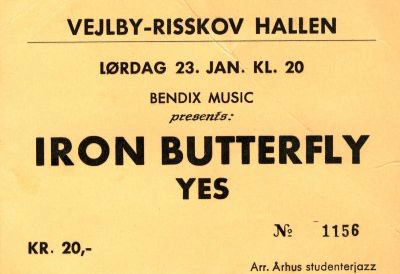 VEJLBY-RISSKOV HALLEN
LØRDAG 23. JAN. KL. 20
BENDIX MUSIC
presents:
IRON BUTTERFLY
YES
№ 1156
KR. 20,-
Arr. Århus studenterjazz